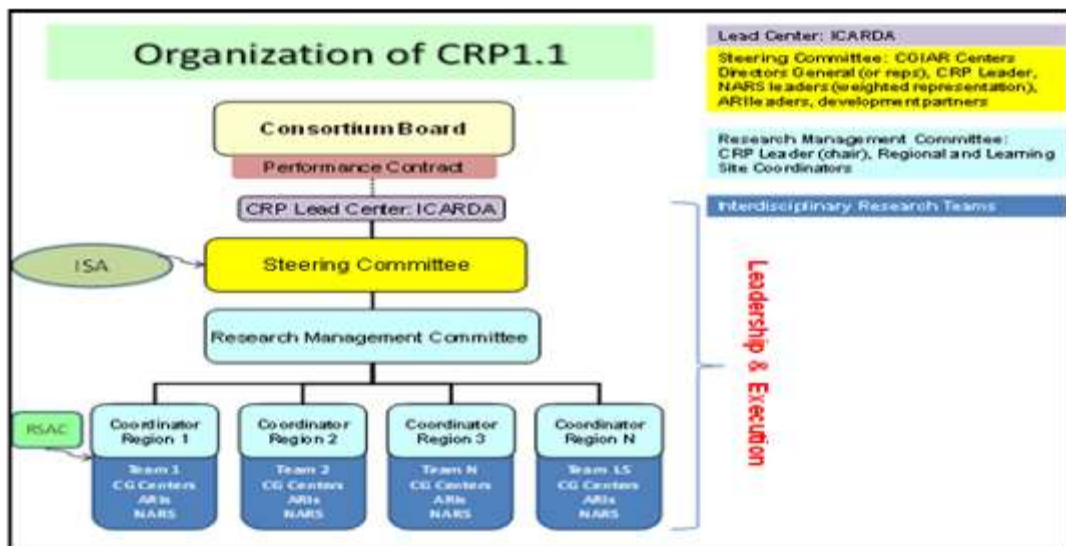 Organization of CRP1.1
Consortium Board
Performance Contract
CRP Lead Center: ICARDA
ISA
Steering Committee
Research Management Committee
RSAC
Coordinator
Region 1
Coordinator
Region 2
Coordinator
Region 3
Coordinator
Region N
Team 1
CG Centers
ARIs
NARS
Team 2
CG Centers
ARIs
NARS
Team N
CG Centers
ARIs
NARS
Team LS
CG Centers
ARIs
NARS
Lead Center: ICARDA
Steering Committee: CGIAR Centers
Directors General (or reps), CRP Leader,
NARS leaders (weighted representation),
ARI leaders, development partners
Research Management Committee:
CRP Leader (chair), Regional and Learning
Site Coordinators
Interdisciplinary Research Teams
Leadership & Execution